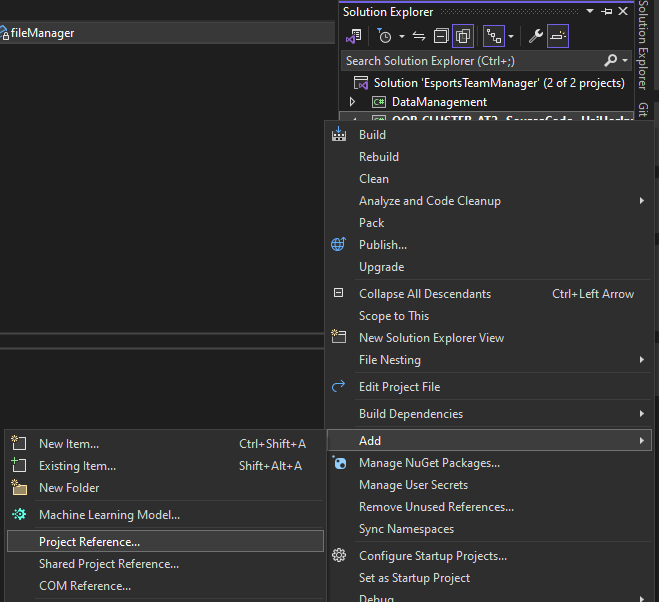 fileManager
Solution Explorer
Search Solution Explorer (Ctrl+;)
Solution 'EsportsTeamManager' (2 of 2 projects)
C# DataManagement
Solution Explorer
Git
Build
Rebuild
Clean
Analyze and Code Cleanup
Pack
Publish...
Upgrade
Collapse All Descendants Ctrl+Left Arrow
Scope to This
New Solution Explorer View
File Nesting
Edit Project File
Build Dependencies
Add
Manage NuGet Packages...
Manage User Secrets
Remove Unused References...
Sync Namespaces
Configure Startup Projects...
Set as Startup Project
Debug
New Item... Ctrl+Shift+A
Existing Item... Shift+Alt+A
New Folder
Machine Learning Model...
Project Reference...
Shared Project Reference...
COM Reference...